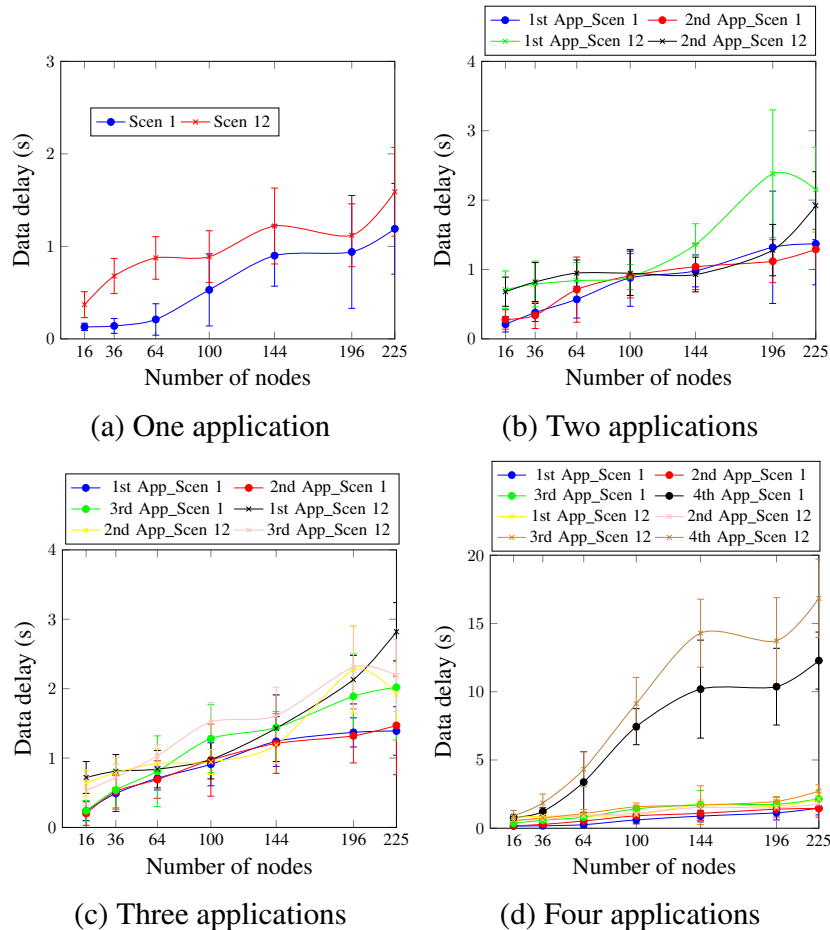 Scen 1 Scen 12
Data delay (s)
3
2
1
0
16 36 64 100 144 196 225
Number of nodes
(a) One application
1st App_Scen 1 2nd App_Scen 1
1st App_Scen 12 2nd App_Scen 12
Data delay (s)
4
3
2
1
0
16 36 64 100 144 196 225
Number of nodes
(b) Two applications
1st App_Scen 1 2nd App_Scen 1
3rd App_Scen 1 1st App_Scen 12
2nd App_Scen 12 3rd App_Scen 12
Data delay (s)
4
3
2
1
0
16 36 64 100 144 196 225
Number of nodes
(c) Three applications
1st App_Scen 1 2nd App_Scen 1
3rd App_Scen 1 4th App_Scen 1
1st App_Scen 12 2nd App_Scen 12
3rd App_Scen 12 4th App_Scen 12
Data delay (s)
20
15
10
5
0
16 36 64 100 144 196 225
Number of nodes
(d) Four applications